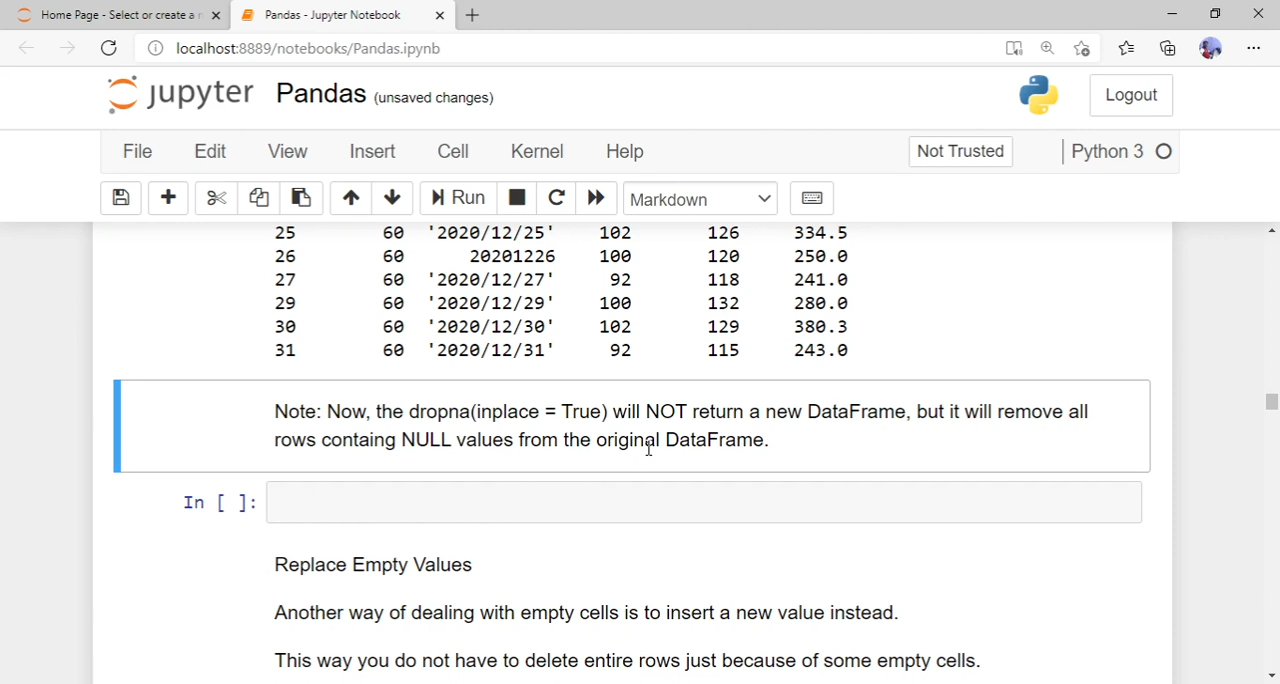 Home Page - Select or create a n
Pandas - Jupyter Notebook
localhost:8889/notebooks/Pandas.ipynb
jupyter Pandas (unsaved changes) Logout
File Edit View Insert Cell Kernel Help Not Trusted Python 3
Run Markdown
25 60 '2020/12/25' 102 126 334.5
26 60 20201226 100 120 250.0
27 60 '2020/12/27' 92 118 241.0
29 60 '2020/12/29' 100 132 280.0
30 60 '2020/12/30' 102 129 380.3
31 60 '2020/12/31' 92 115 243.0
Note: Now, the dropna(inplace = True) will NOT return a new DataFrame, but it will remove all
rows containg NULL values from the original DataFrame.
In [ ]:
Replace Empty Values
Another way of dealing with empty cells is to insert a new value instead.
This way you do not have to delete entire rows just because of some empty cells.